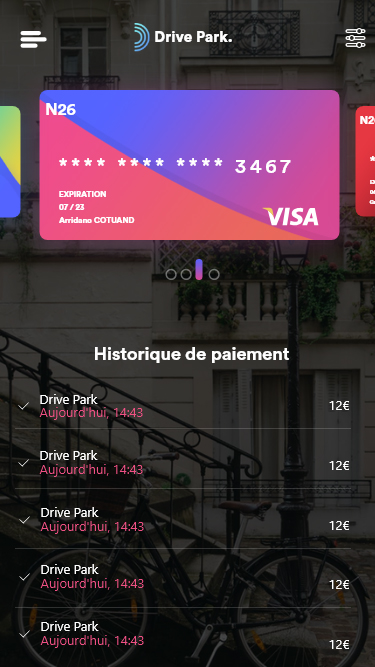 Drive Park.
N26
N2
**** **** **** 3467
EXPIRATION
07 / 23
Arridano COTUAND
VISA
Historique de paiement
Drive Park
Aujourd'hui, 14:43
12€
Drive Park
Aujourd'hui, 14:43
12€
Drive Park
Aujourd'hui, 14:43
12€
Drive Park
Aujourd'hui, 14:43
12€
Drive Park
Aujourd'hui, 14:43
12€